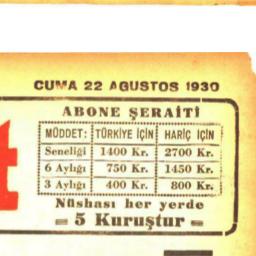 CUMA 22 AGUSTOS 1930
ABONE ŞERAİTİ
MÜDDET: TÜRKİYE İÇİN HARİÇ İÇİN
Seneliği 1400 Kr. 2700 Kr.
6 Aylığı 750 Kr. 1450 Kr.
3 Aylığı 400 Kr. 800 Kr.
Nüshası her yerde
= 5 Kuruştur =